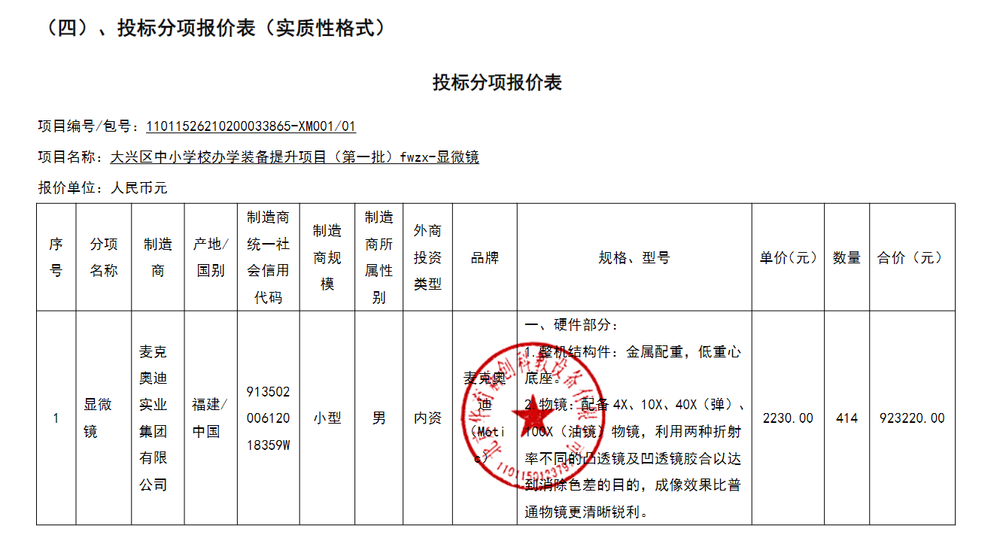 （四）、投标分项报价表（实质性格式）
投标分项报价表
项目编号/包号：11011526210200033865-XM001/01
项目名称：大兴区中小学校办学装备提升项目（第一批）fwzx-显微镜
报价单位：人民币元
序号 分项名称 制造商 产地/国别 制造商统一社会信用代码 制造商规模 制造商所属性别 外商投资类型 品牌 规格、型号 单价(元) 数量 合价（元）
1 显微镜 麦克奥迪实业集团有限公司 福建/中国 91350200612018359W 小型 男 内资 麦克奥迪（Motic）
一、硬件部分：
1.整机结构件：金属配重，低重心
底座。
2.物镜：配备 4X、10X、40X（弹）、
100X（油镜）物镜，利用两种折射
率不同的凸透镜及凹透镜胶合以达
到消除色差的目的，成像效果比普
通物镜更清晰锐利。
2230.00 414 923220.00